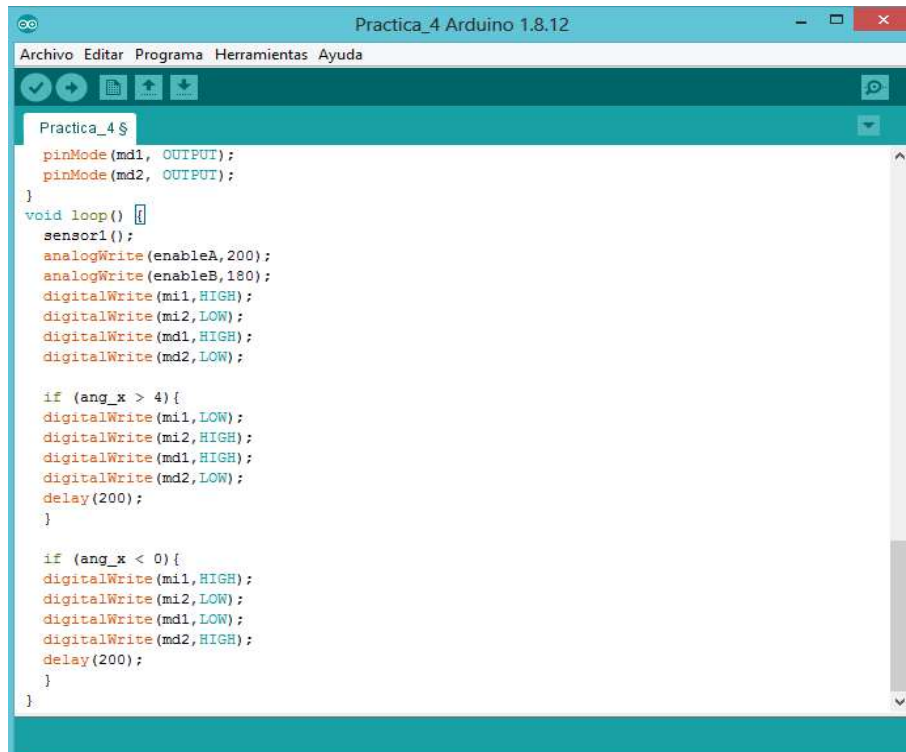 Practica_4 Arduino 1.8.12
Archivo Editar Programa Herramientas Ayuda
Practica_4 §
pinMode(md1, OUTPUT);
pinMode(md2, OUTPUT);
}
void loop() {
sensor1();
analogWrite(enableA,200);
analogWrite(enableB,180);
digitalWrite(mi1,HIGH);
digitalWrite(mi2,LOW);
digitalWrite(md1,HIGH);
digitalWrite(md2,LOW);
if (ang_x > 4){
digitalWrite(mi1,LOW);
digitalWrite(mi2,HIGH);
digitalWrite(md1,HIGH);
digitalWrite(md2,LOW);
delay(200);
}
if (ang_x < 0){
digitalWrite(mi1,HIGH);
digitalWrite(mi2,LOW);
digitalWrite(md1,LOW);
digitalWrite(md2,HIGH);
delay(200);
}
}